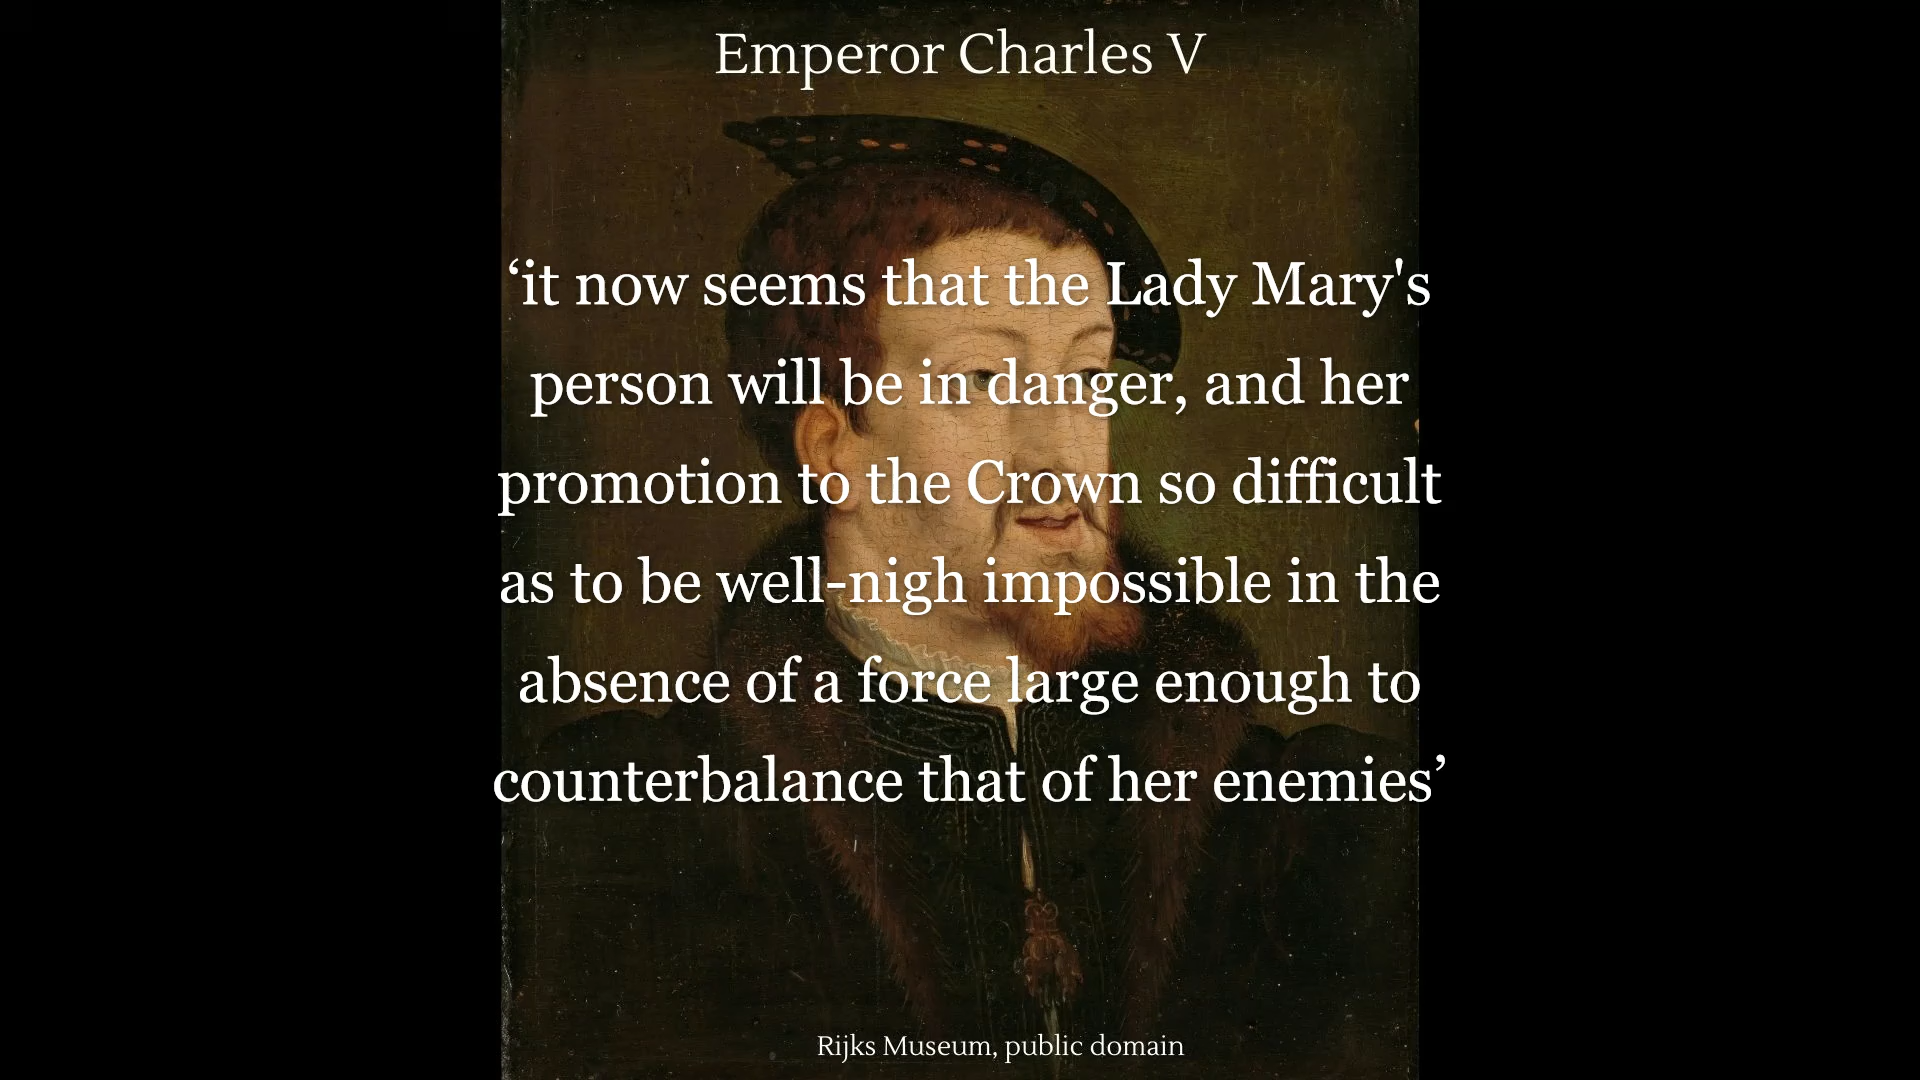 Emperor Charles V
‘it now seems that the Lady Mary's
person will be in danger, and her
promotion to the Crown so difficult
as to be well-nigh impossible in the
absence of a force large enough to
counterbalance that of her enemies’
Rijks Museum, public domain